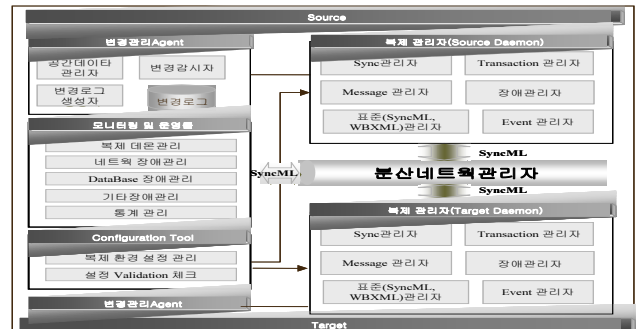 Source
변경관리Agent
공간데이타
관리자
변경감시자
변경로그
생성자
변경로그
모니터링 및 운영툴
복제 데몬관리
네트웍 장애관리
DataBase 장애관리
기타장애관리
통계 관리
Configuration Tool
복제 환경 설정 관리
설정 Validation 체크
변경관리Agent
복제 관리자(Source Daemon)
Sync관리자
Transaction 관리자
Message 관리자
장애관리자
표준(SyncML,
WBXML)관리자
Event 관리자
SyncML
SyncML
분산네트웍관리자
SyncML
복제 관리자(Target Daemon)
Sync관리자
Transaction 관리자
Message 관리자
장애관리자
표준(SyncML,
WBXML)관리자
Event 관리자
Target